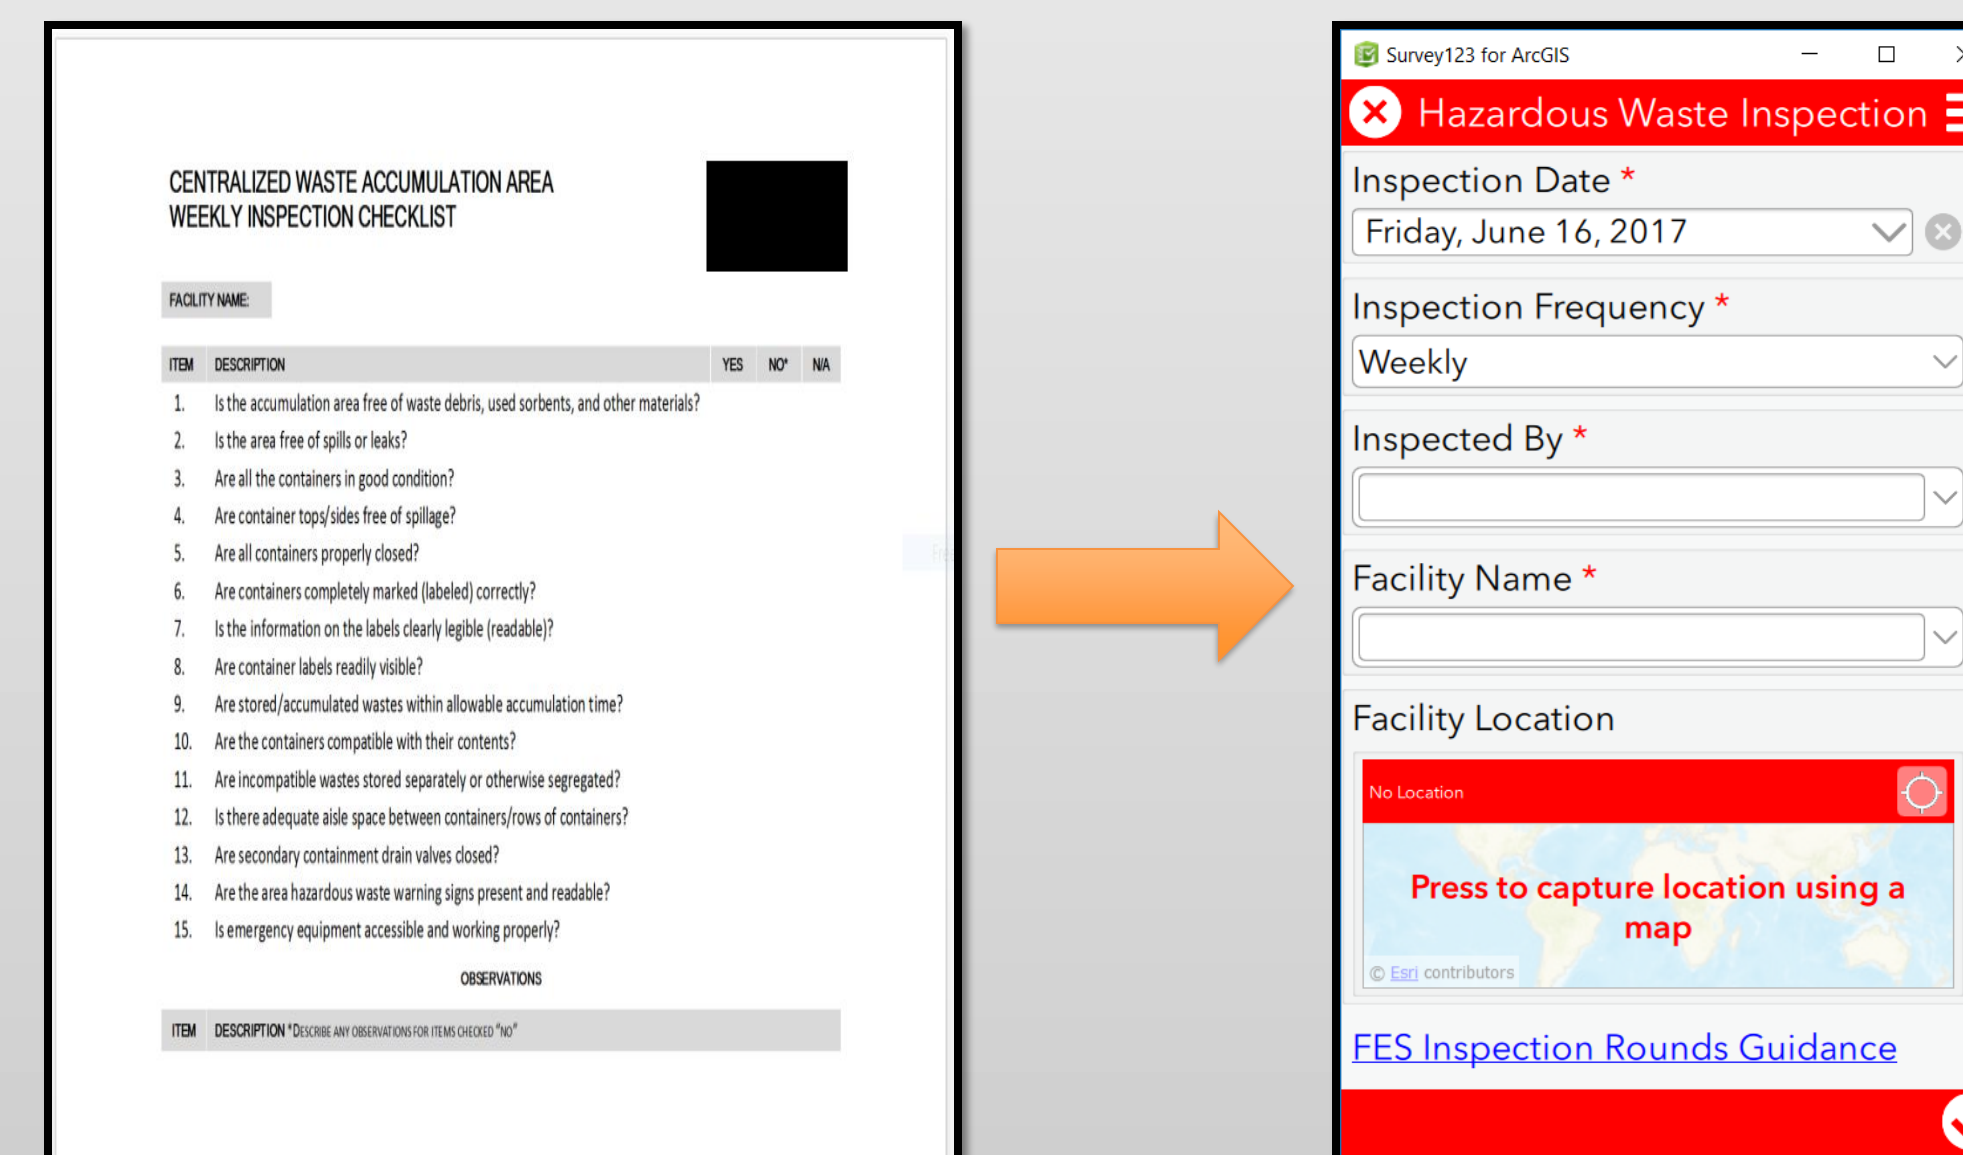 CENTRALIZED WASTE ACCUMULATION AREA
WEEKLY INSPECTION CHECKLIST
FACILITY NAME:
ITEM DESCRIPTION YES NO* N/A
1. Is the accumulation area free of waste debris, used sorbents, and other materials?
2. Is the area free of spills or leaks?
3. Are all the containers in good condition?
4. Are container tops/sides free of spillage?
5. Are all containers properly closed?
6. Are containers completely marked (labeled) correctly?
7. Is the information on the labels clearly legible (readable)?
8. Are container labels readily visible?
9. Are stored/accumulated wastes within allowable accumulation time?
10. Are the containers compatible with their contents?
11. Are incompatible wastes stored separately or otherwise segregated?
12. Is there adequate aisle space between containers/rows of containers?
13. Are secondary containment drain valves closed?
14. Are the area hazardous waste warning signs present and readable?
15. Is emergency equipment accessible and working properly?
OBSERVATIONS
ITEM DESCRIPTION *DESCRIBE ANY OBSERVATIONS FOR ITEMS CHECKED "NO"
Survey123 for ArcGIS
Hazardous Waste Inspection
Inspection Date *
Friday, June 16, 2017
Inspection Frequency *
Weekly
Inspected By *
Facility Name *
Facility Location
No Location
Press to capture location using a
map
© Esri contributors
FES Inspection Rounds Guidance